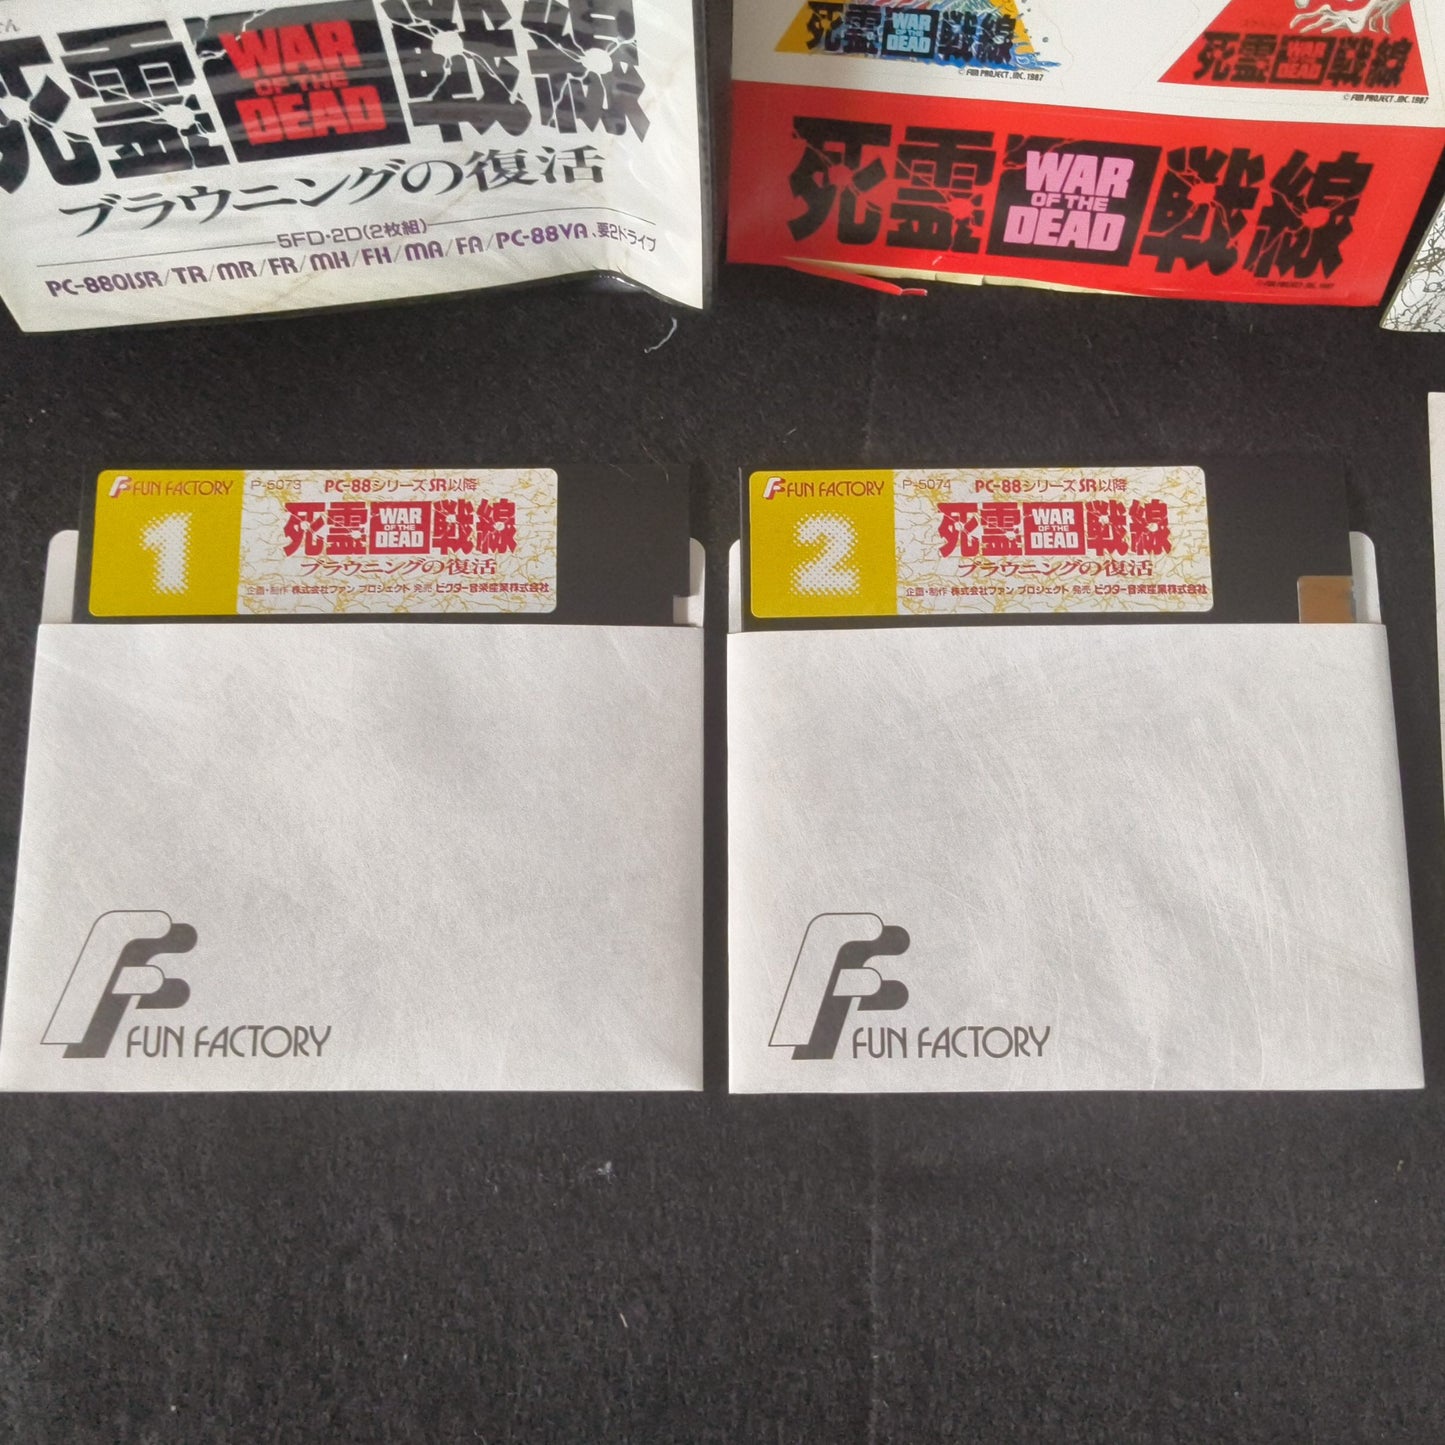 死霊 WAR OF THE DEAD 戦線
ブラウニングの復活
5FD・2D(2枚組)
PC-8801SR/TR/MR/FR/MH/FH/MA/FA/PC-88VA、要2ドライブ
死霊 WAR OF THE DEAD 戦線
© FUN PROJECT, INC. 1987
死霊 WAR OF THE DEAD 戦線
© FUN PROJECT, INC. 1987
死霊 WAR OF THE DEAD 戦線
© FUN PROJECT, INC. 1987
FUN FACTORY
P-5073 PC-88シリーズSR以降
1
死霊 WAR OF THE DEAD 戦線
ブラウニングの復活
企画・制作 株式会社ファン プロジェクト 発売 ビクター音楽産業株式会社
FUN FACTORY
P-5074 PC-88シリーズSR以降
2
死霊 WAR OF THE DEAD 戦線
ブラウニングの復活
企画・制作 株式会社ファン プロジェクト 発売 ビクター音楽産業株式会社
FUN FACTORY
FUN FACTORY